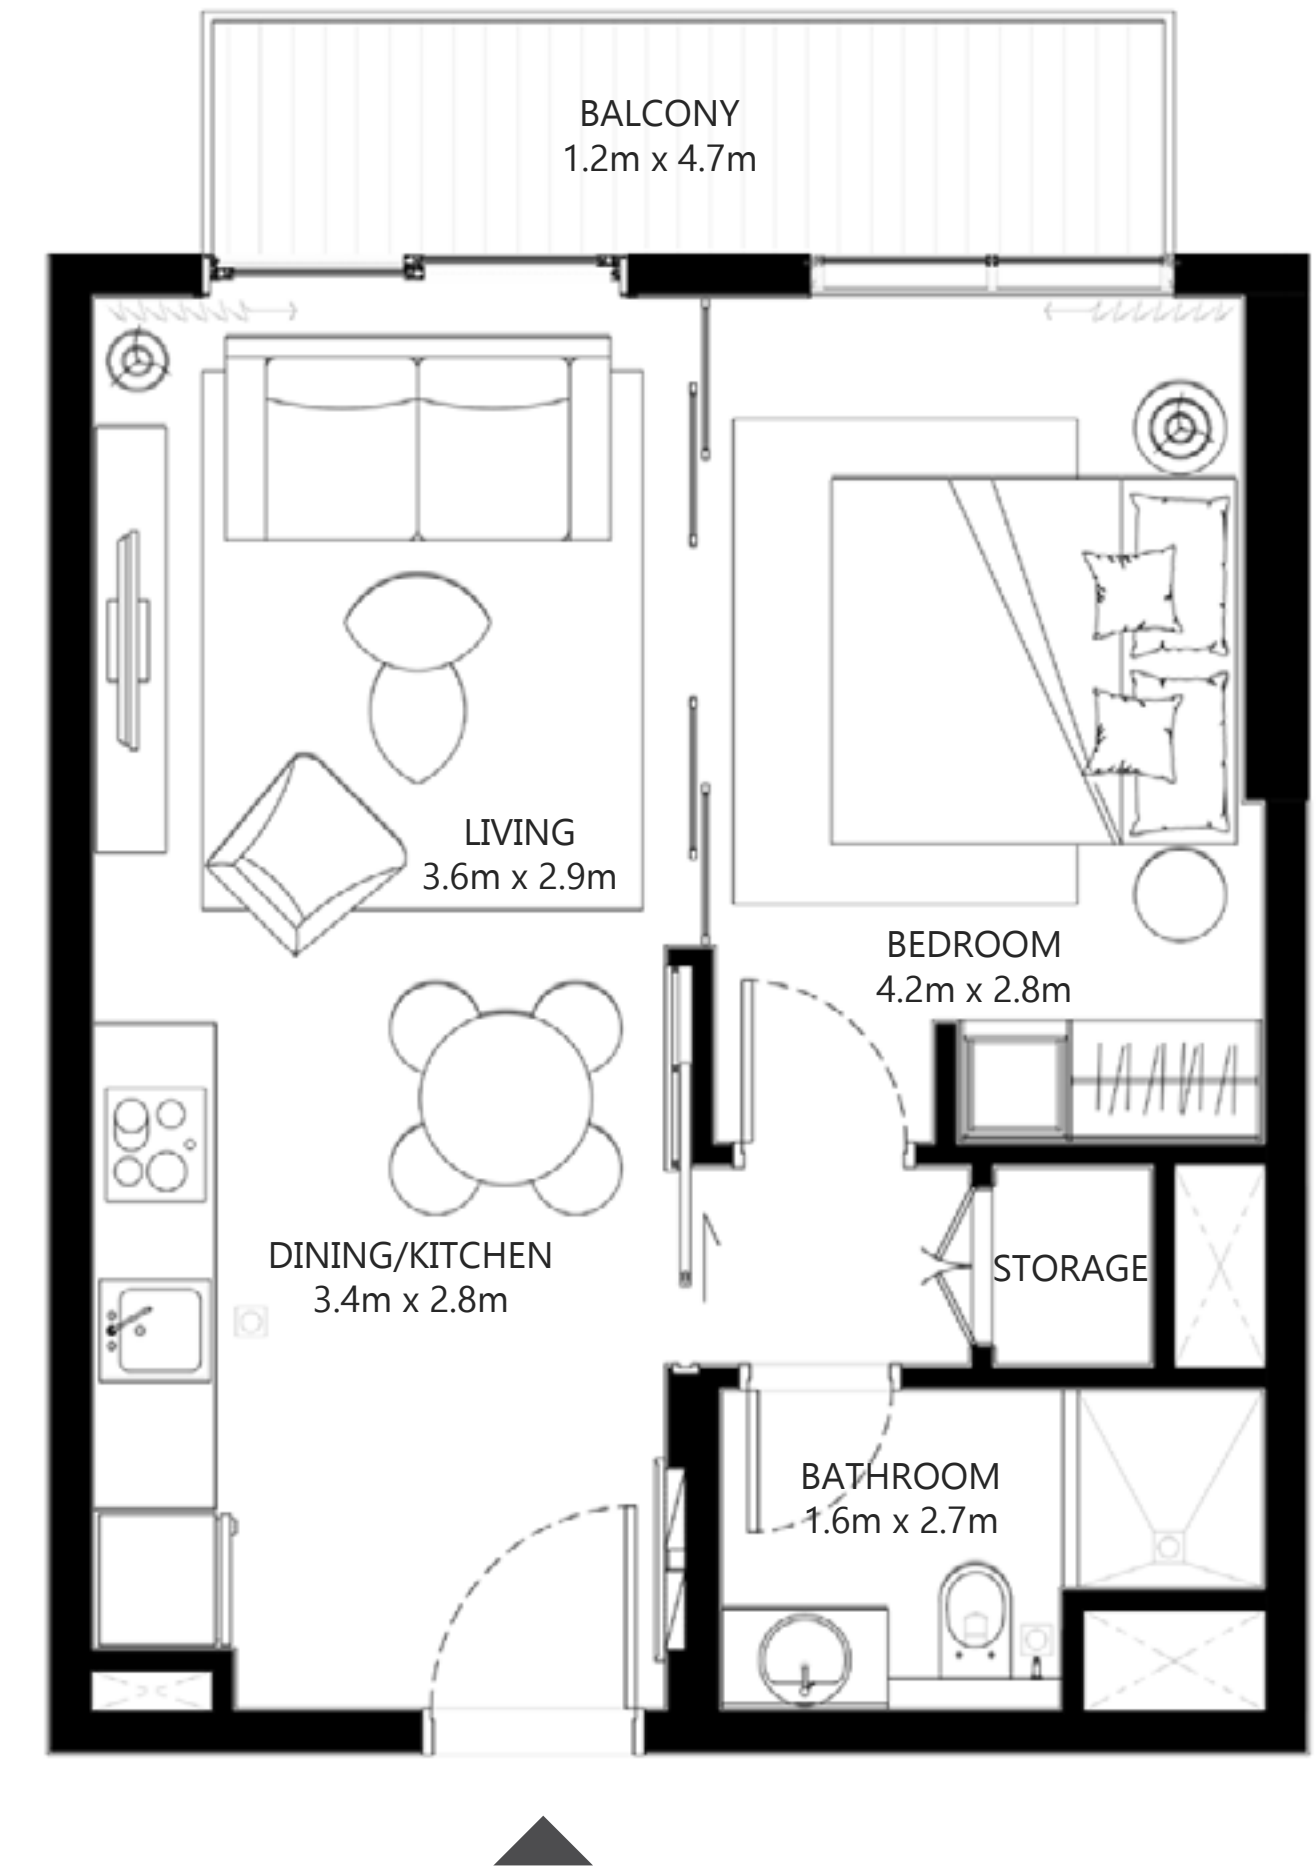 BALCONY
1.2m x 4.7m
LIVING
3.6m x 2.9m
BEDROOM
4.2m x 2.8m
DINING/KITCHEN
3.4m x 2.8m
STORAGE
BATHROOM
1.6m x 2.7m